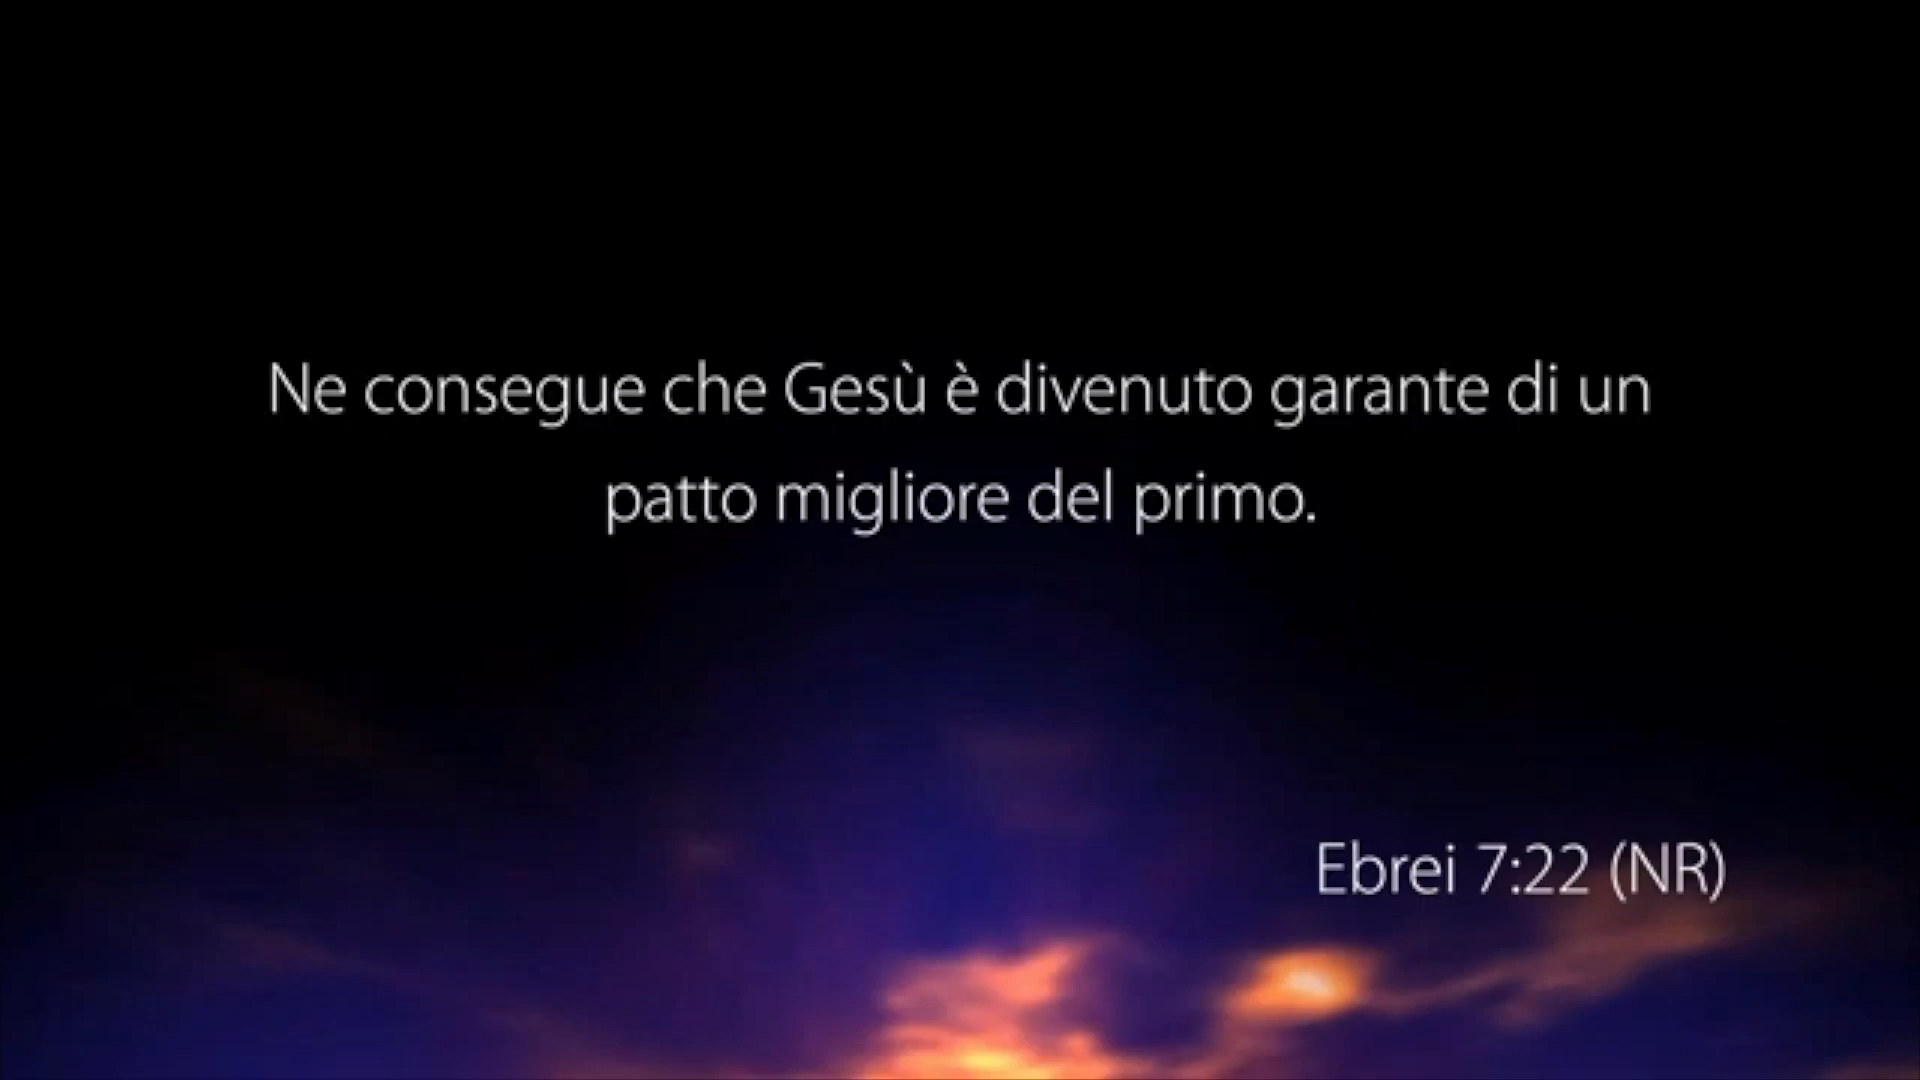 Ne consegue che Gesù è divenuto garante di un
patto migliore del primo.
Ebrei 7:22 (NR)